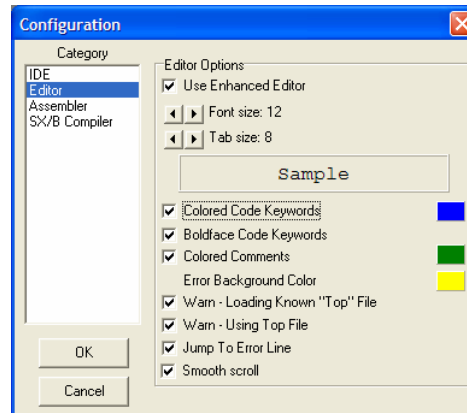 Configuration
Category
IDE
Editor
Assembler
SX/B Compiler
OK
Cancel
Editor Options
Use Enhanced Editor
Font size: 12
Tab size: 8
Sample
Colored Code Keywords
Boldface Code Keywords
Colored Comments
Error Background Color
Warn - Loading Known "Top" File
Warn - Using Top File
Jump To Error Line
Smooth scroll